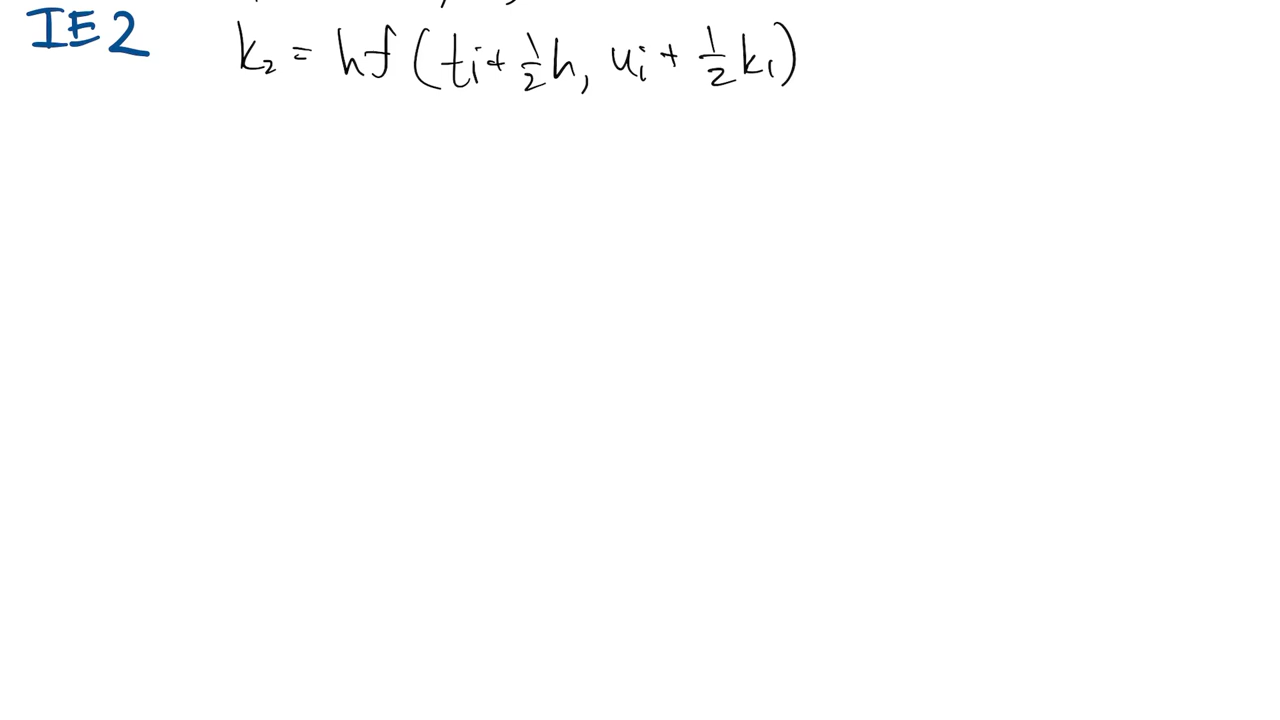 IE2 k₂ = hf(tᵢ + ½h, uᵢ + ½k₁)